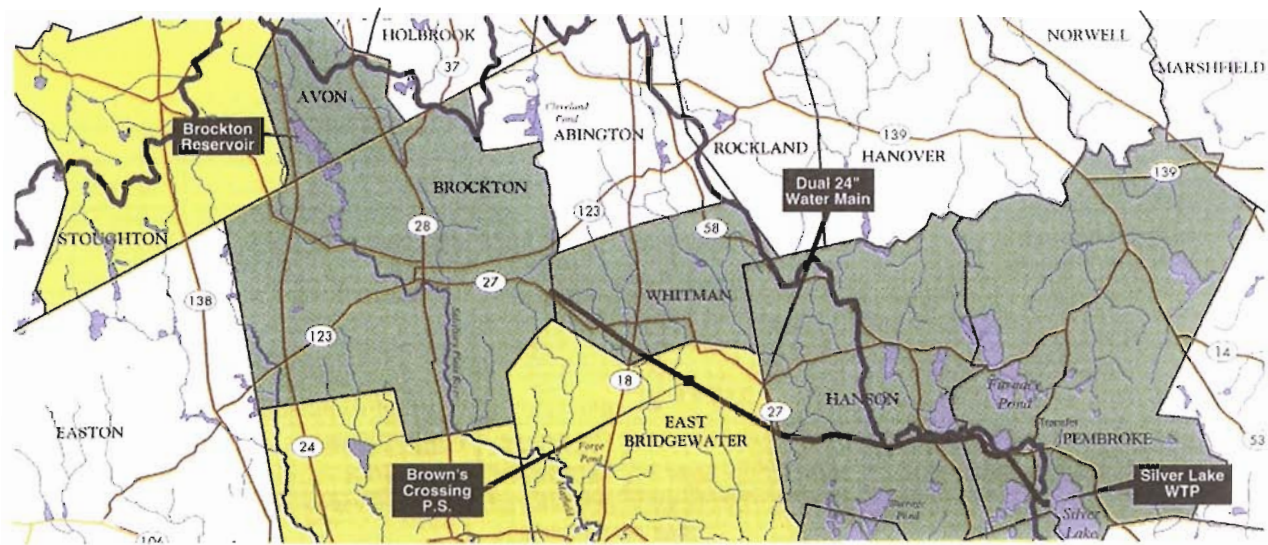 HOLBROOK
NORWELL
37
MARSHFIELD
AVON
Cleveland
Pond
ABINGTON
Brockton
Reservoir
139
ROCKLAND
HANOVER
139
BROCKTON
Dual 24"
Water Main
123
28
58
STOUGHTON
27
WHITMAN
138
123
14
18
Furnace
Pond
HANSON
27
EAST
BRIDGEWATER
EASTON
24
Forge
Pond
PEMBROKE
53
Brown's
Crossing
P.S.
Silver Lake
WTP
Silver
Lake
106